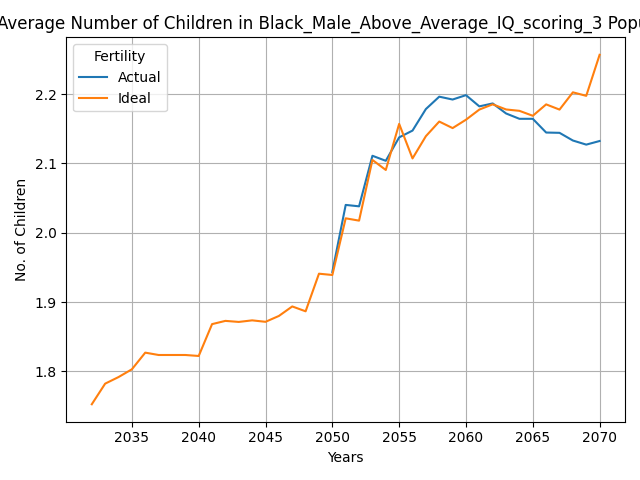 Average Number of Children in Black_Male_Above_Average_IQ_scoring_3
Fertility
Actual
Ideal
No. of Children
2.2
2.1
2.0
1.9
1.8
2035 2040 2045 2050 2055 2060 2065 2070
Years